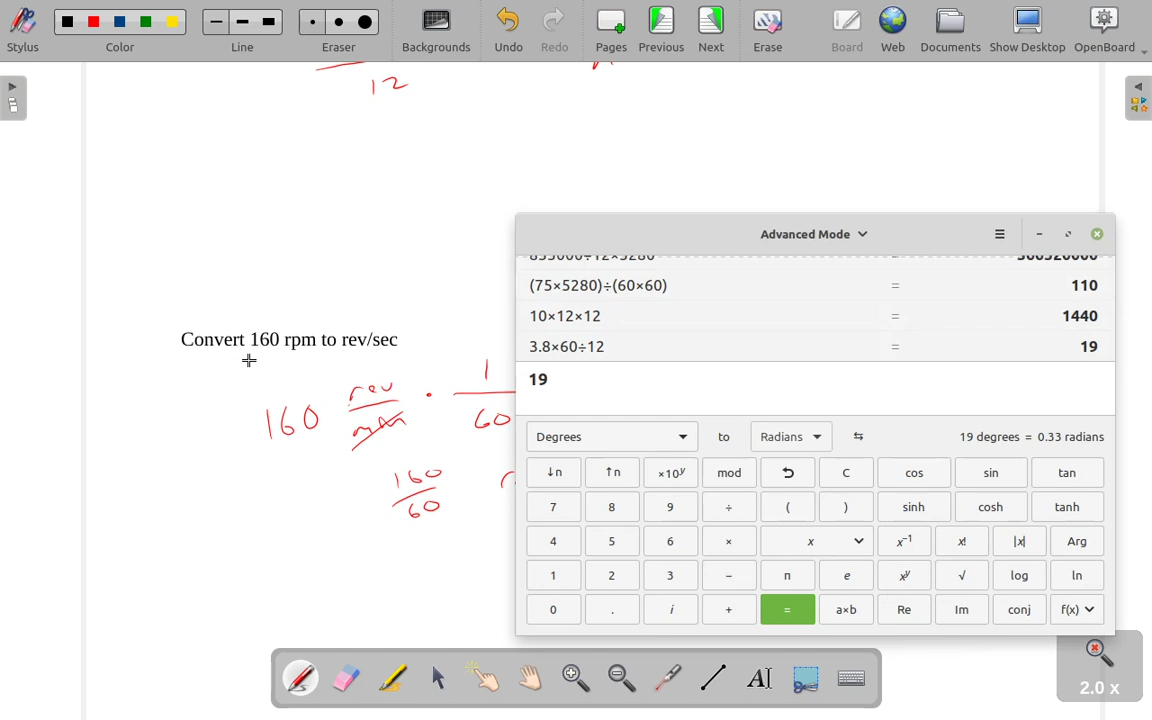 Stylus Color Line Eraser Backgrounds Undo Redo Pages Previous Next Erase Board Web Documents Show Desktop OpenBoard
12
Convert 160 rpm to rev/sec
160 rev/min · 1/60
160/60
Advanced Mode
(75×5280)÷(60×60) = 110
10×12×12 = 1440
3.8×60÷12 = 19
19
Degrees to Radians 19 degrees = 0.33 radians
↓n ↑n ×10ʸ mod C cos sin tan
7 8 9 ÷ ( ) sinh cosh tanh
4 5 6 × x x⁻¹ x! |x| Arg
1 2 3 − π e xʸ √ log ln
0 . i + = a×b Re Im conj f(x)
AI
2.0 x